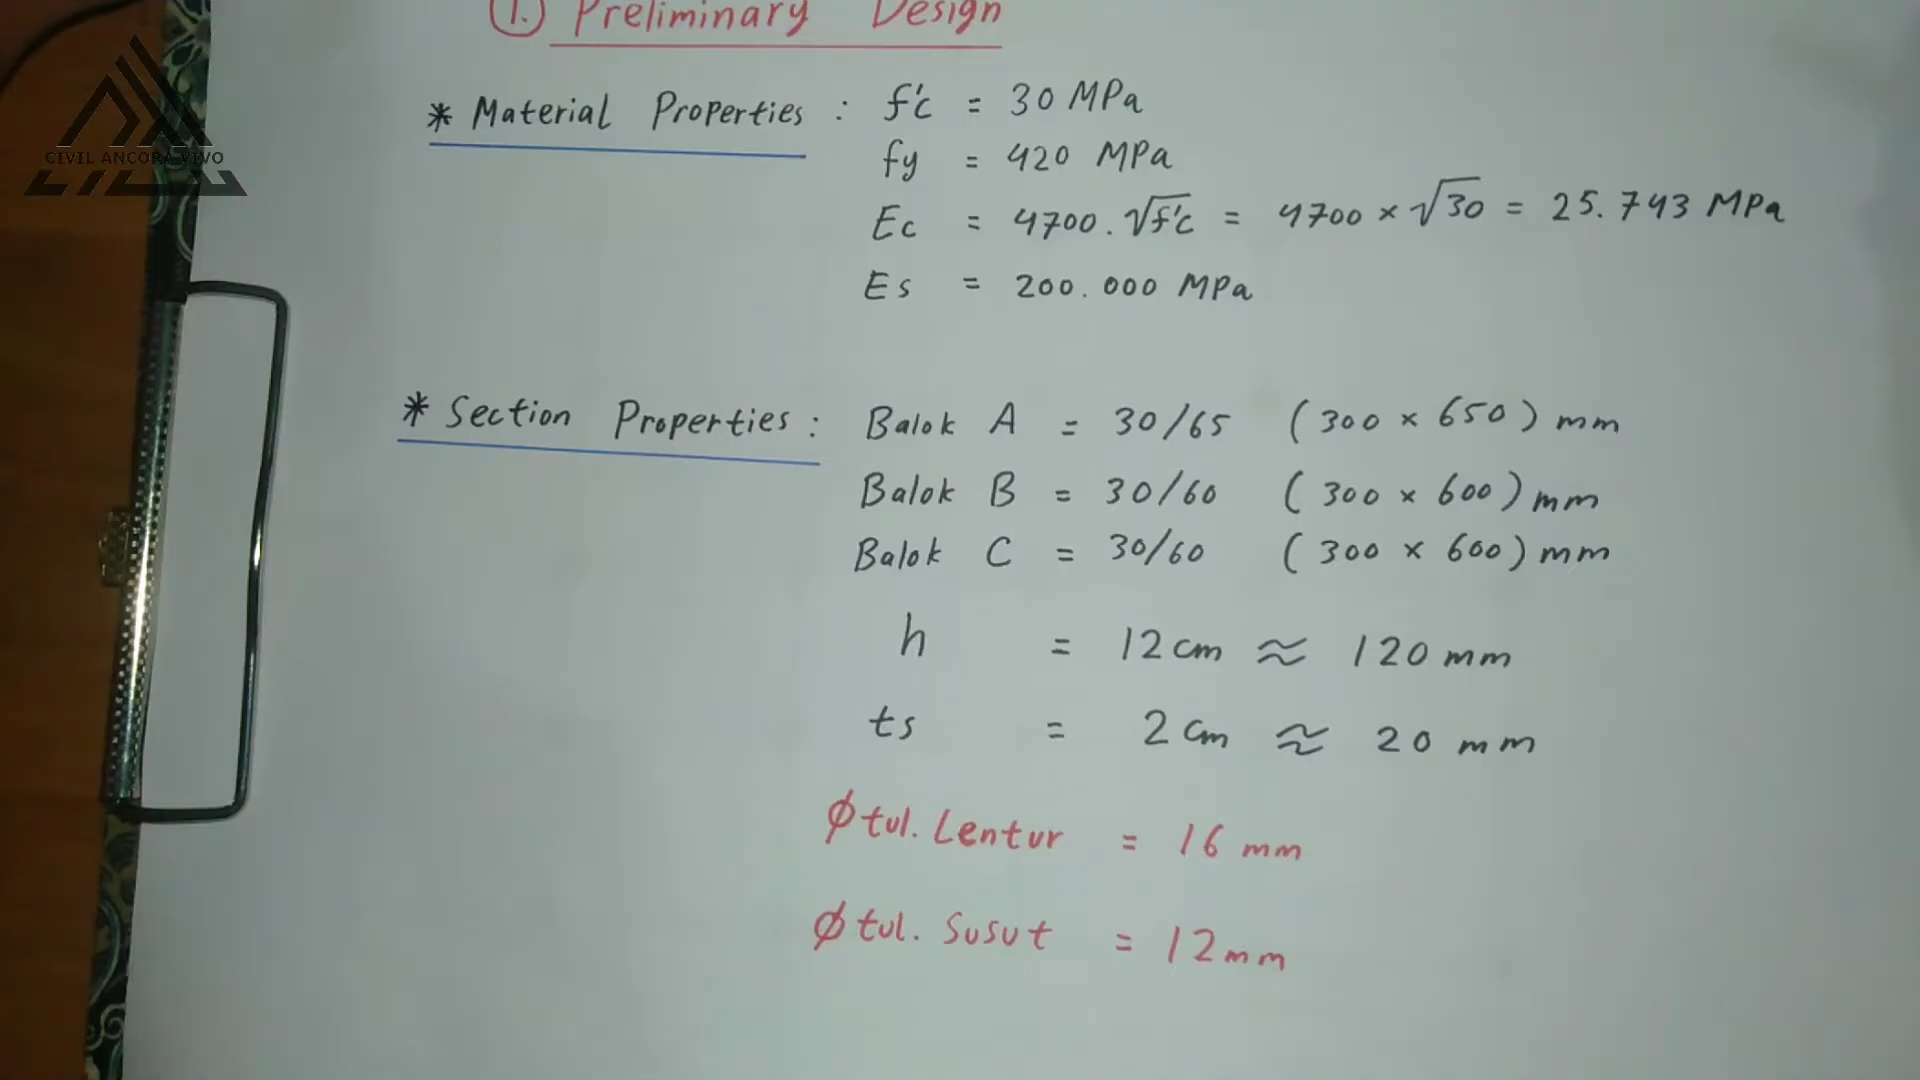 1. Preliminary Design
CIVIL ANCORA VIVO
* Material Properties : f'c = 30 MPa
fy = 420 MPa
Ec = 4700 . √f'c = 4700 × √30 = 25.743 MPa
Es = 200.000 MPa
* Section Properties : Balok A = 30/65 (300 × 650) mm
Balok B = 30/60 (300 × 600) mm
Balok C = 30/60 (300 × 600) mm
h = 12 cm ≈ 120 mm
ts = 2 cm ≈ 20 mm
ϕ tul. Lentur = 16 mm
ϕ tul. Susut = 12 mm